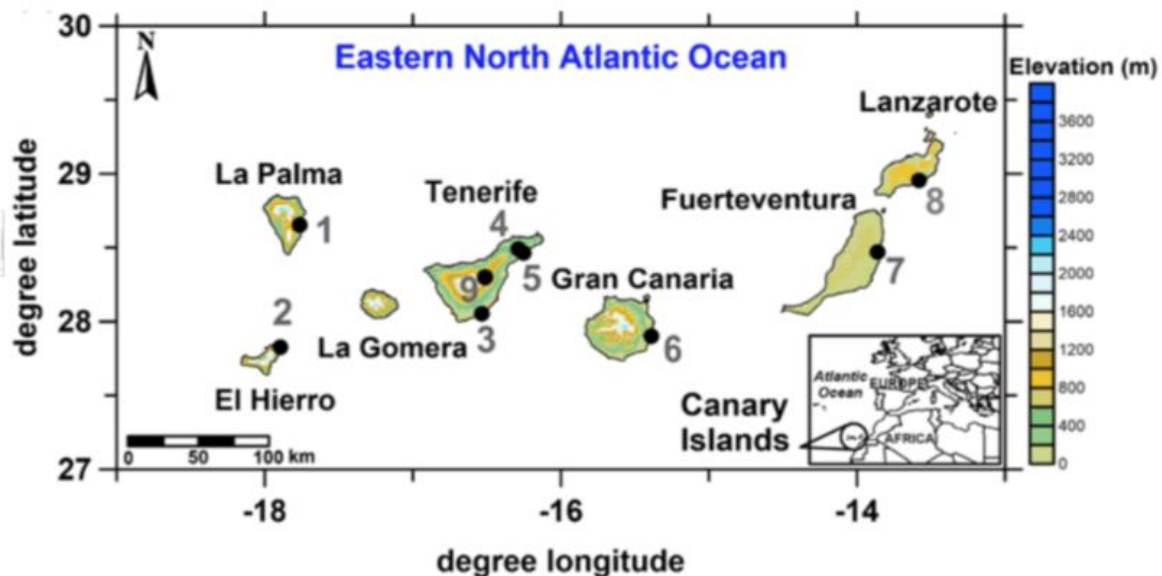 30
N
Eastern North Atlantic Ocean
Elevation (m)
Lanzarote
3600
3200
2800
2400
2000
1600
1200
800
400
0
degree latitude
29
La Palma
Tenerife
Fuerteventura
8
1
4
9
5
Gran Canaria
7
28
2
La Gomera
3
6
El Hierro
Canary
Islands
Atlantic
Ocean
EUROPE
AFRICA
0 50 100 km
27
-18 -16 -14
degree longitude